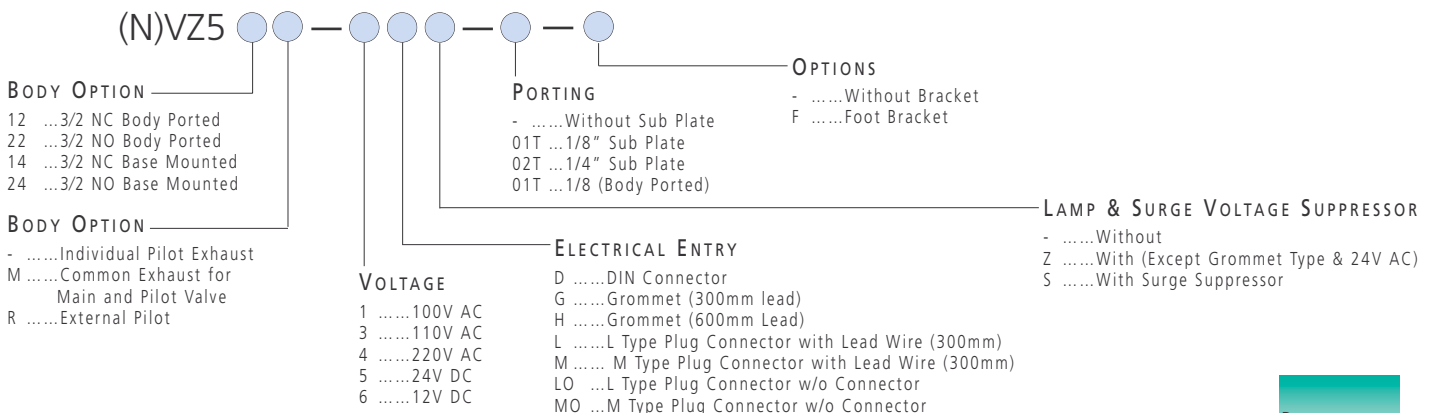 (N)VZ5 — —  —
BODY OPTION
12 ...3/2 NC Body Ported
22 ...3/2 NO Body Ported
14 ...3/2 NC Base Mounted
24 ...3/2 NO Base Mounted
BODY OPTION
- ......Individual Pilot Exhaust
M ......Common Exhaust for
Main and Pilot Valve
R ......External Pilot
VOLTAGE
1 ......100V AC
3 ......110V AC
4 ......220V AC
5 ......24V DC
6 ......12V DC
PORTING
- ......Without Sub Plate
01T ...1/8" Sub Plate
02T ...1/4" Sub Plate
01T ...1/8 (Body Ported)
ELECTRICAL ENTRY
D ......DIN Connector
G ......Grommet (300mm lead)
H ......Grommet (600mm Lead)
L ......L Type Plug Connector with Lead Wire (300mm)
M ...... M Type Plug Connector with Lead Wire (300mm)
LO ...L Type Plug Connector w/o Connector
MO ...M Type Plug Connector w/o Connector
OPTIONS
- ......Without Bracket
F ......Foot Bracket
LAMP & SURGE VOLTAGE SUPPRESSOR
- ......Without
Z ......With (Except Grommet Type & 24V AC)
S ......With Surge Suppressor